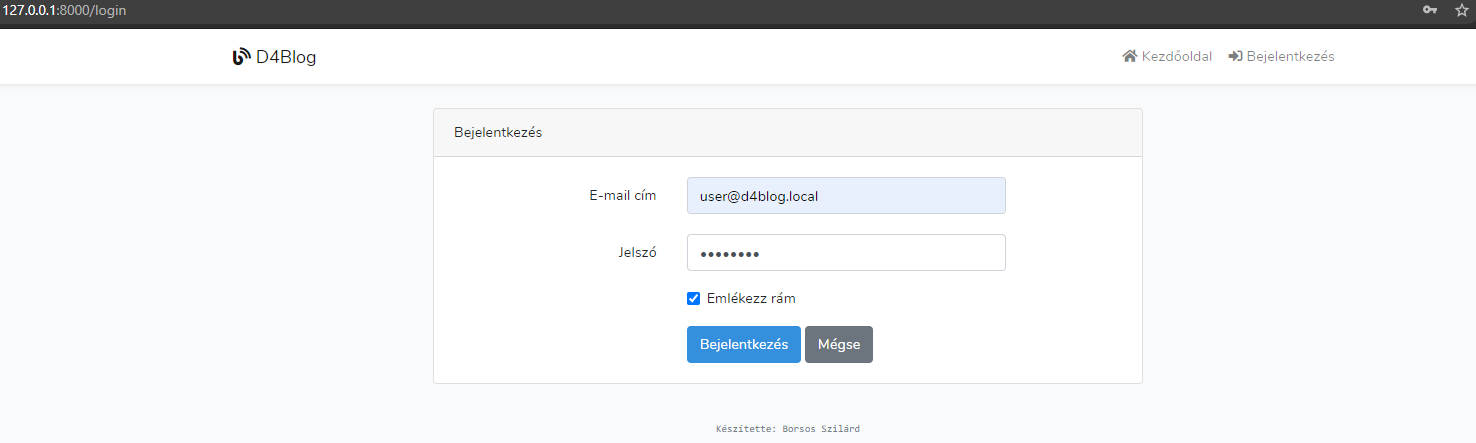 127.0.0.1:8000/login
D4Blog
Kezdőoldal Bejelentkezés
Bejelentkezés
E-mail cím user@d4blog.local
Jelszó ••••••••
Emlékezz rám
Bejelentkezés Mégse
Készítette: Borsos Szilárd